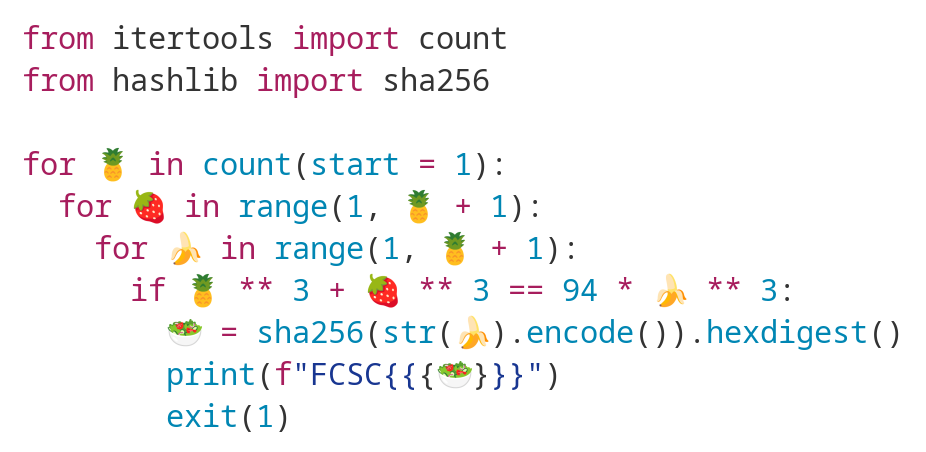 from itertools import count
from hashlib import sha256

for 🍍 in count(start = 1):
  for 🍓 in range(1, 🍍 + 1):
    for 🍌 in range(1, 🍍 + 1):
      if 🍍 ** 3 + 🍓 ** 3 == 94 * 🍌 ** 3:
        🥗 = sha256(str(🍌).encode()).hexdigest()
        print(f"FCSC{{{🥗}}}")
        exit(1)